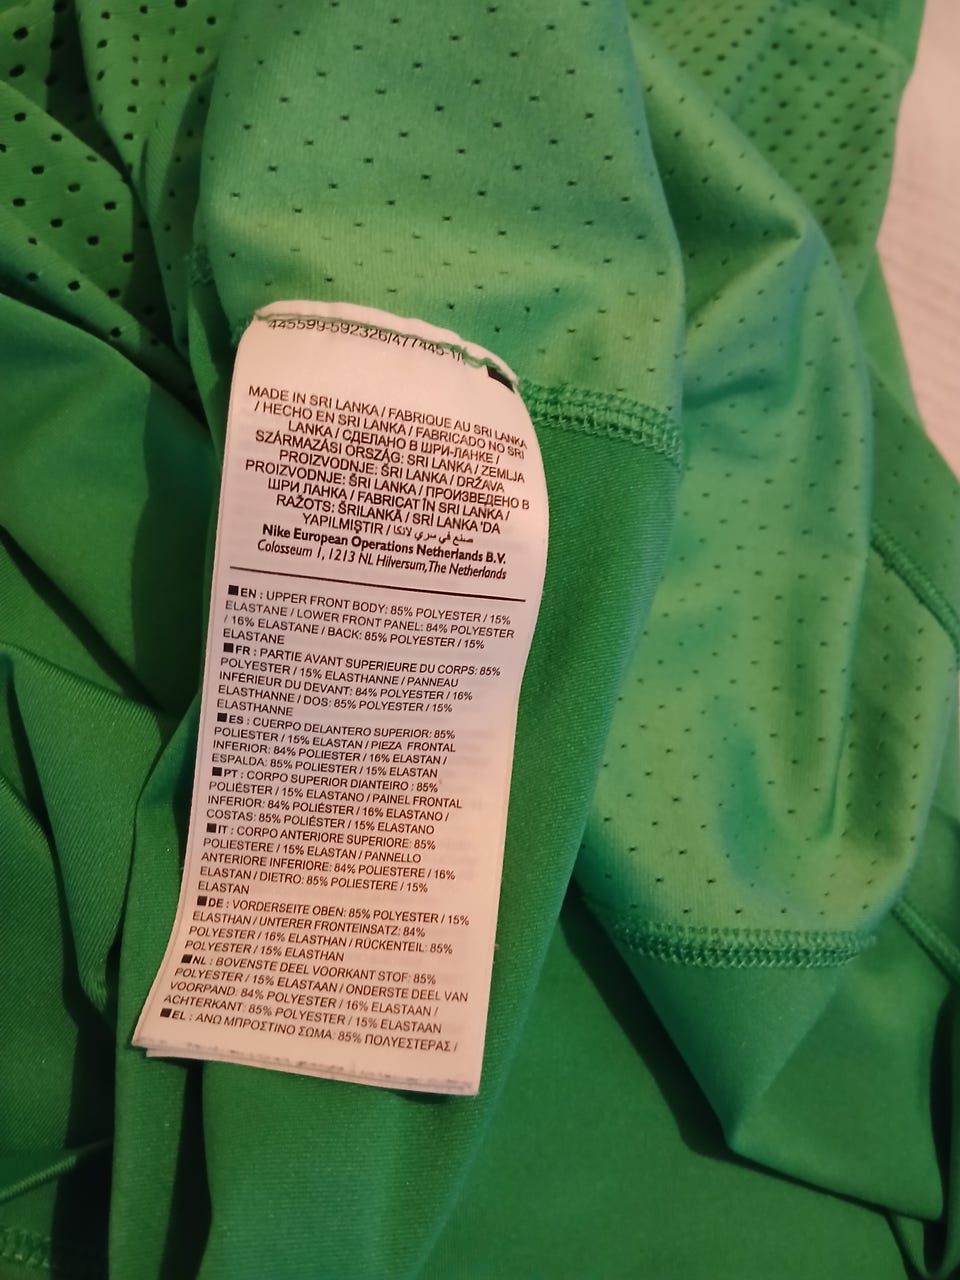 445599-592326/477445-1/
MADE IN SRI LANKA / FABRIQUE AU SRI LANKA
/ HECHO EN SRI LANKA / FABRICADO NO SRI
LANKA / СДЕЛАНО В ШРИ-ЛАНКЕ /
SZÁRMAZÁSI ORSZÁG: SRI LANKA / ZEMLJA
PROIZVODNJE: ŠRI LANKA / DRŽAVA
PROIZVODNJE: ŠRI LANKA / ПРОИЗВЕДЕНО В
ШРИ ЛАНКА / FABRICAT ÎN SRI LANKA /
RAŽOTS: ŠRILANKĀ / SRİ LANKA 'DA
YAPILMIŞTIR / صنع في سري لانكا
Nike European Operations Netherlands B.V.
Colosseum 1, 1213 NL Hilversum,The Netherlands
EN : UPPER FRONT BODY: 85% POLYESTER / 15%
ELASTANE / LOWER FRONT PANEL: 84% POLYESTER
/ 16% ELASTANE / BACK: 85% POLYESTER / 15%
ELASTANE
FR : PARTIE AVANT SUPERIEURE DU CORPS: 85%
POLYESTER / 15% ELASTHANNE / PANNEAU
INFÉRIEUR DU DEVANT: 84% POLYESTER / 16%
ELASTHANNE / DOS: 85% POLYESTER / 15%
ELASTHANNE
ES : CUERPO DELANTERO SUPERIOR: 85%
POLIESTER / 15% ELASTAN / PIEZA FRONTAL
INFERIOR: 84% POLIESTER / 16% ELASTAN /
ESPALDA: 85% POLIESTER / 15% ELASTAN
PT : CORPO SUPERIOR DIANTEIRO : 85%
POLIÉSTER / 15% ELASTANO / PAINEL FRONTAL
INFERIOR: 84% POLIÉSTER / 16% ELASTANO /
COSTAS: 85% POLIÉSTER / 15% ELASTANO
IT : CORPO ANTERIORE SUPERIORE: 85%
POLIESTERE / 15% ELASTAN / PANNELLO
ANTERIORE INFERIORE: 84% POLIESTERE / 16%
ELASTAN / DIETRO: 85% POLIESTERE / 15%
ELASTAN
DE : VORDERSEITE OBEN: 85% POLYESTER / 15%
ELASTHAN / UNTERER FRONTEINSATZ: 84%
POLYESTER / 16% ELASTHAN / RÜCKENTEIL: 85%
POLYESTER / 15% ELASTHAN
NL : BOVENSTE DEEL VOORKANT STOF: 85%
POLYESTER / 15% ELASTAAN / ONDERSTE DEEL VAN
VOORPAND: 84% POLYESTER / 16% ELASTAAN /
ACHTERKANT: 85% POLYESTER / 15% ELASTAAN
EL : ΑΝΩ ΜΠΡΟΣΤΙΝΟ ΣΩΜΑ: 85% ΠΟΛΥΕΣΤΕΡΑΣ /